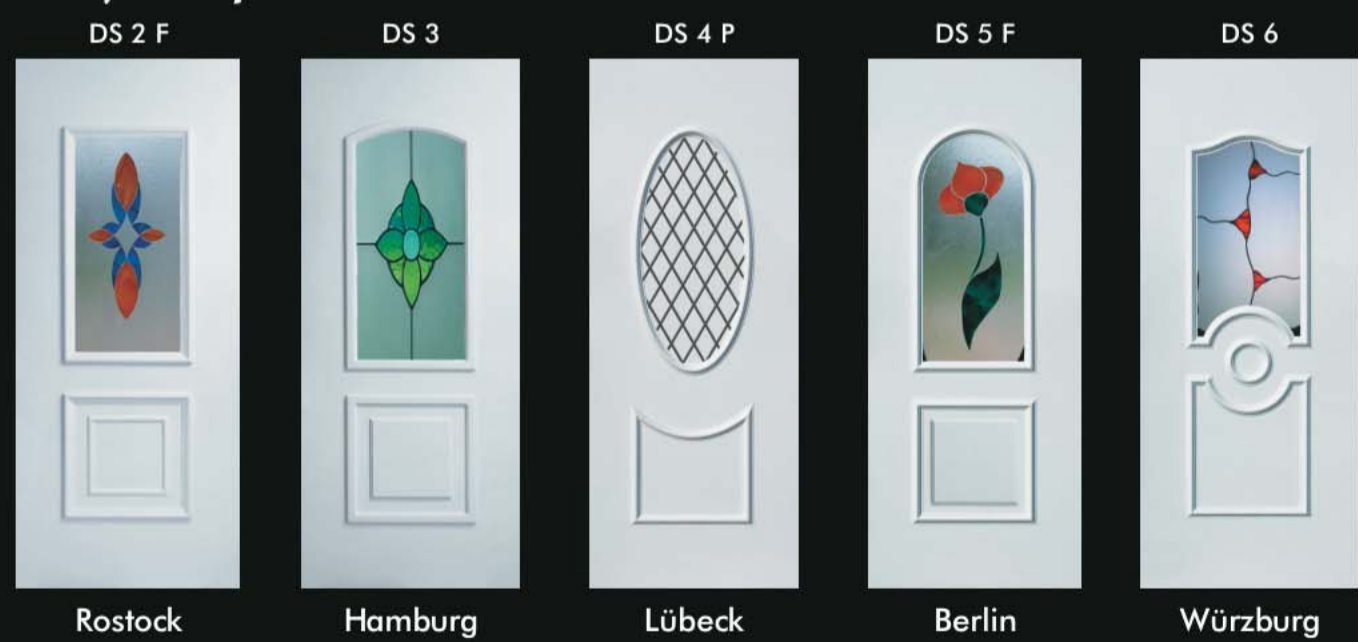 DS 2 F
DS 3
DS 4 P
DS 5 F
DS 6
Rostock
Hamburg
Lübeck
Berlin
Würzburg